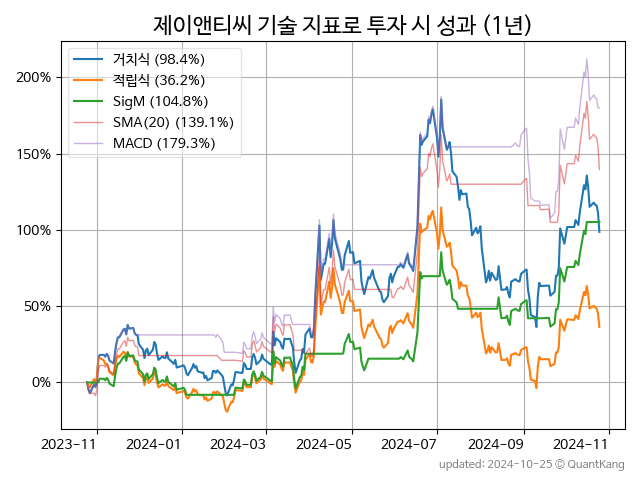 제이앤티씨 기술 지표로 투자 시 성과 (1년)
거치식 (98.4%)
적립식 (36.2%)
SigM (104.8%)
SMA(20) (139.1%)
MACD (179.3%)
200%
150%
100%
50%
0%
2023-11
2024-01
2024-03
2024-05
2024-07
2024-09
2024-11
updated: 2024-10-25 © QuantKang